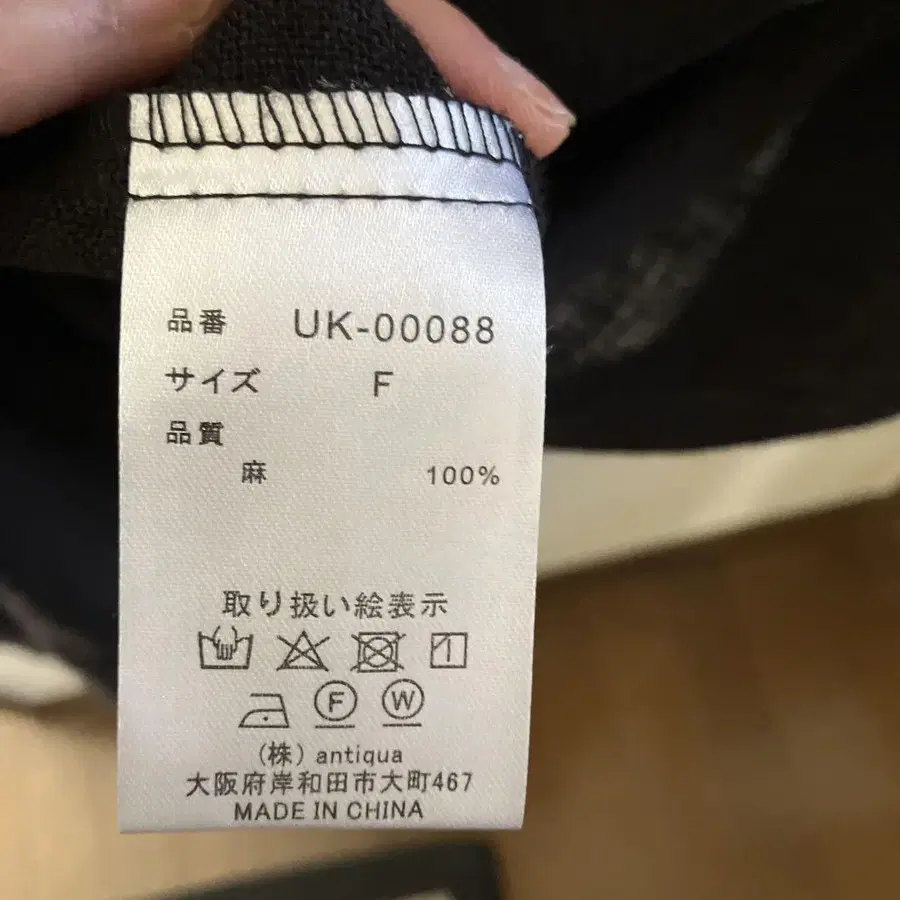 品番 UK-00088
サイズ F
品質
麻 100%
取り扱い絵表示
F W
(株) antiqua
大阪府岸和田市大町467
MADE IN CHINA